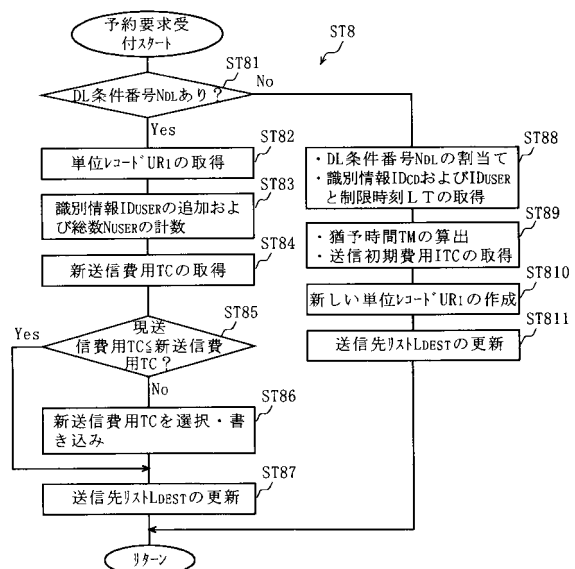 予約要求受
付スタート
ST8
ST81
DL条件番号NDLあり?
No
Yes
ST82
単位ﾚｺｰﾄﾞUR1の取得
ST83
識別情報IDUSERの追加およ
び総数NUSERの計数
ST84
新送信費用TCの取得
ST85
Yes
現送
信費用TC≦新送信費
用TC?
No
ST86
新送信費用TCを選択・書
き込み
ST87
送信先ﾘｽﾄLDESTの更新
ST88
・DL条件番号NDLの割当て
・識別情報IDCDおよびIDUSER
と制限時刻LTの取得
ST89
・猶予時間TMの算出
・送信初期費用ITCの取得
ST810
新しい単位ﾚｺｰﾄﾞUR1の作成
ST811
送信先ﾘｽﾄLDESTの更新
ﾘﾀｰﾝ